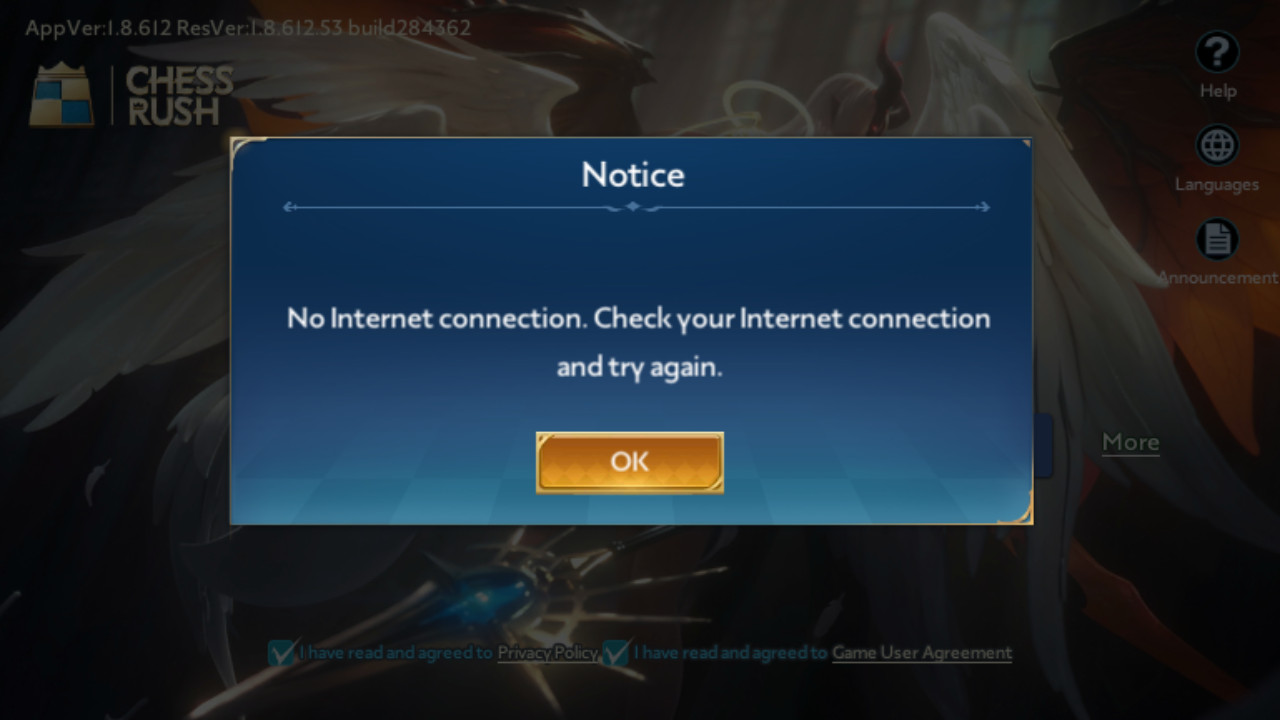 AppVer:1.8.612 ResVer:1.8.612.53 build284362
CHESS
RUSH
Help
Languages
Announcement
Notice
No Internet connection. Check your Internet connection
and try again.
OK
More
I have read and agreed to Privacy Policy I have read and agreed to Game User Agreement